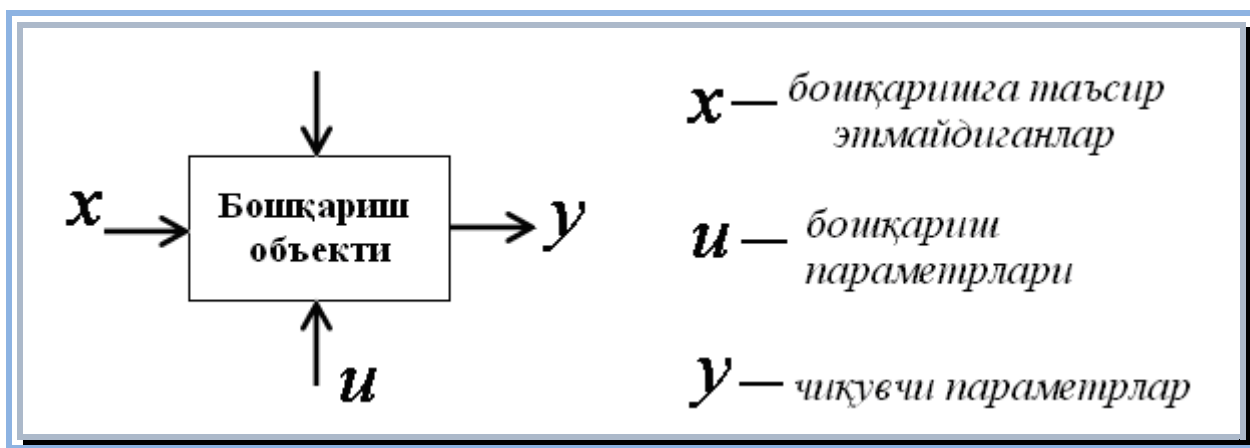 x
Бошқариш
объекти
y
u
x — бошқаришга таъсир
этмайдиганлар
u — бошқариш
параметрлари
y — чиқувчи параметрлар